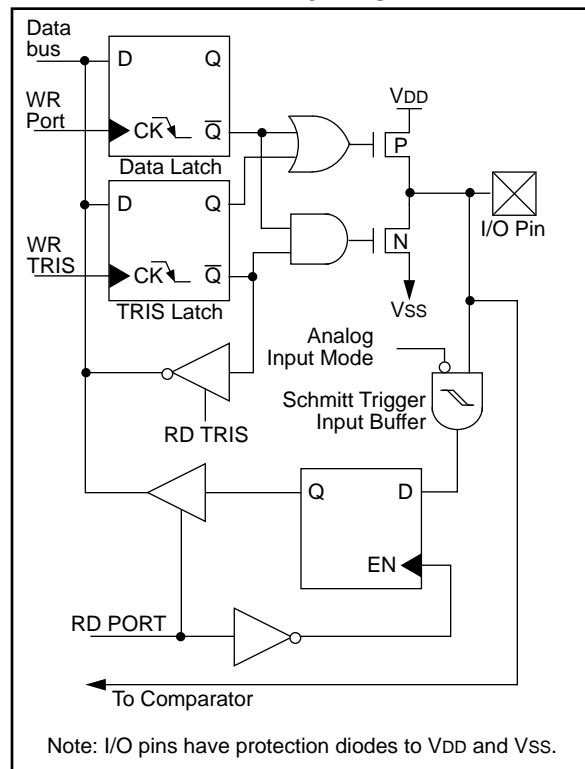 Data
bus
D
Q
VDD
WR
Port
CK
Q
P
Data Latch
D
Q
I/O Pin
WR
TRIS
CK
Q
N
TRIS Latch
VSS
Analog
Input Mode
Schmitt Trigger
Input Buffer
RD TRIS
Q
D
EN
RD PORT
To Comparator
Note: I/O pins have protection diodes to VDD and VSS.